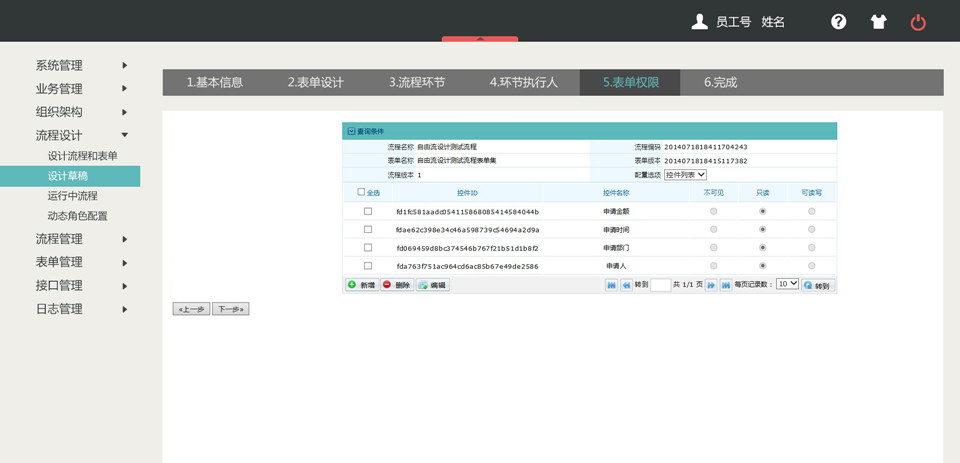 员工号 姓名
系统管理
业务管理
组织架构
流程设计
设计流程和表单
设计草稿
运行中流程
动态角色配置
流程管理
表单管理
接口管理
日志管理
1.基本信息 2.表单设计 3.流程环节 4.环节执行人 5.表单权限 6.完成
查询条件
流程名称 自由流设计测试流程 流程编码 2014071818411704243
表单名称 自由流设计测试流程表单集 表单版本 2014071818415117382
流程版本 1 配置选项 控件列表
全选 控件ID 控件名称 不可见 只读 可读写
fd1fc581aadc054115868085414584044b 申请金额
fdae62c398e34c46a598739c54694a2d9a 申请时间
fd069459d8bc374546b767f21b51d1b8f2 申请部门
fda763f751ac964cd6ac85b67e49de2586 申请人
新增 删除 编辑 转到 共 1/1 页 每页记录数: 10 转到
«上一步 下一步»